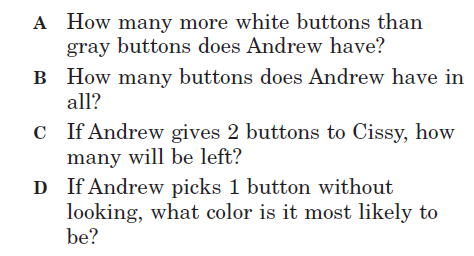 A How many more white buttons than
gray buttons does Andrew have?
B How many buttons does Andrew have in
all?
C If Andrew gives 2 buttons to Cissy, how
many will be left?
D If Andrew picks 1 button without
looking, what color is it most likely to
be?